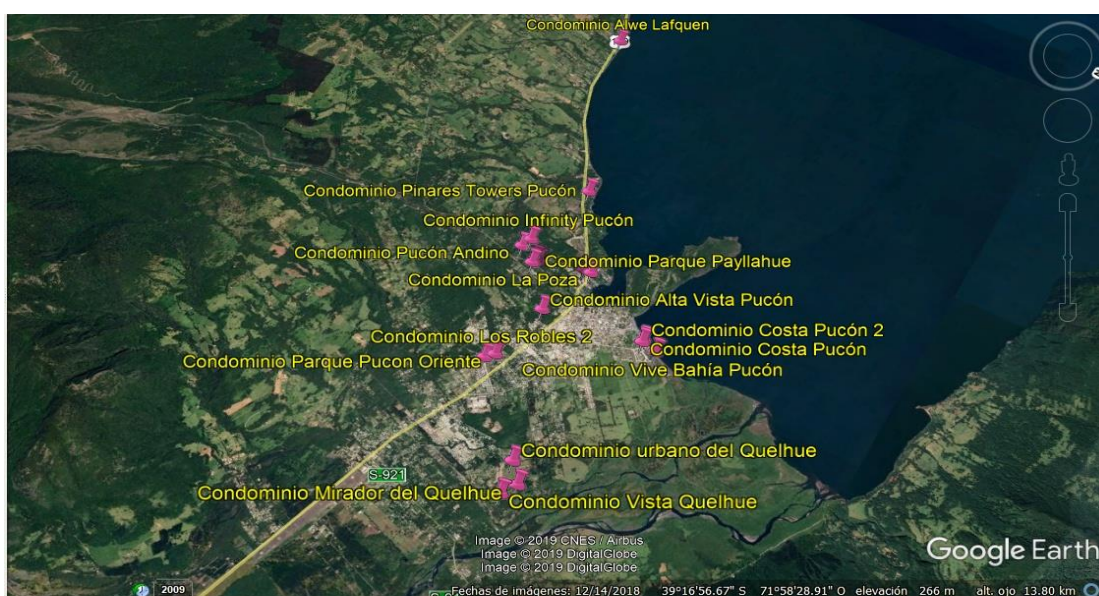 Condominio Alwe Lafquen
Condominio Pinares Towers Pucón
Condominio Infinity Pucón
Condominio Pucón Andino
Condominio Parque Payllahue
Condominio La Poza
Condominio Alta Vista Pucón
Condominio Costa Pucón 2
Condominio Los Robles 2
Condominio Costa Pucón
Condominio Parque Pucon Oriente
Condominio Vive Bahía Pucón
Condominio urbano del Quelhue
S-921
Condominio Mirador del Quelhue
Condominio Vista Quelhue
Image © 2019 CNES / Airbus
Image © 2019 DigitalGlobe
Image © 2019 DigitalGlobe
Google Earth
2009
Fechas de imágenes: 12/14/2018 39°16'56.67" S 71°58'28.91" O elevación 266 m alt. ojo 13.80 km